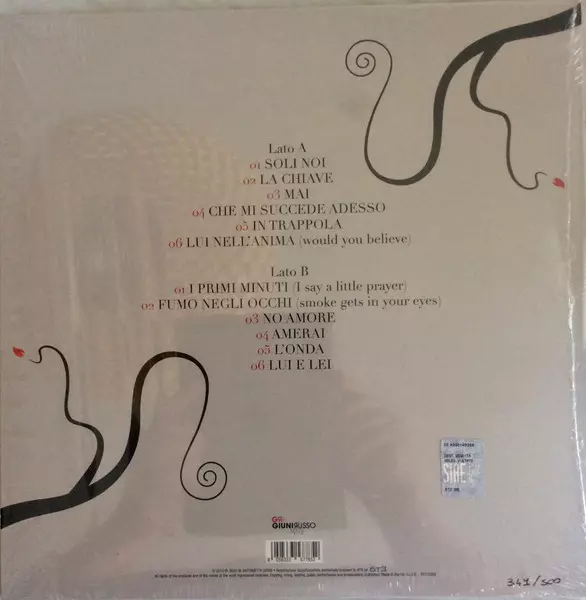 Lato A
01 SOLI NOI
02 LA CHIAVE
03 MAI
04 CHE MI SUCCEDE ADESSO
05 IN TRAPPOLA
06 LUI NELL'ANIMA (would you believe)
Lato B
01 I PRIMI MINUTI (I say a little prayer)
02 FUMO NEGLI OCCHI (smoke gets in your eyes)
03 NO AMORE
04 AMERAI
05 L'ONDA
06 LUI E LEI
SIAE
GIUNIRUSSO
341/500